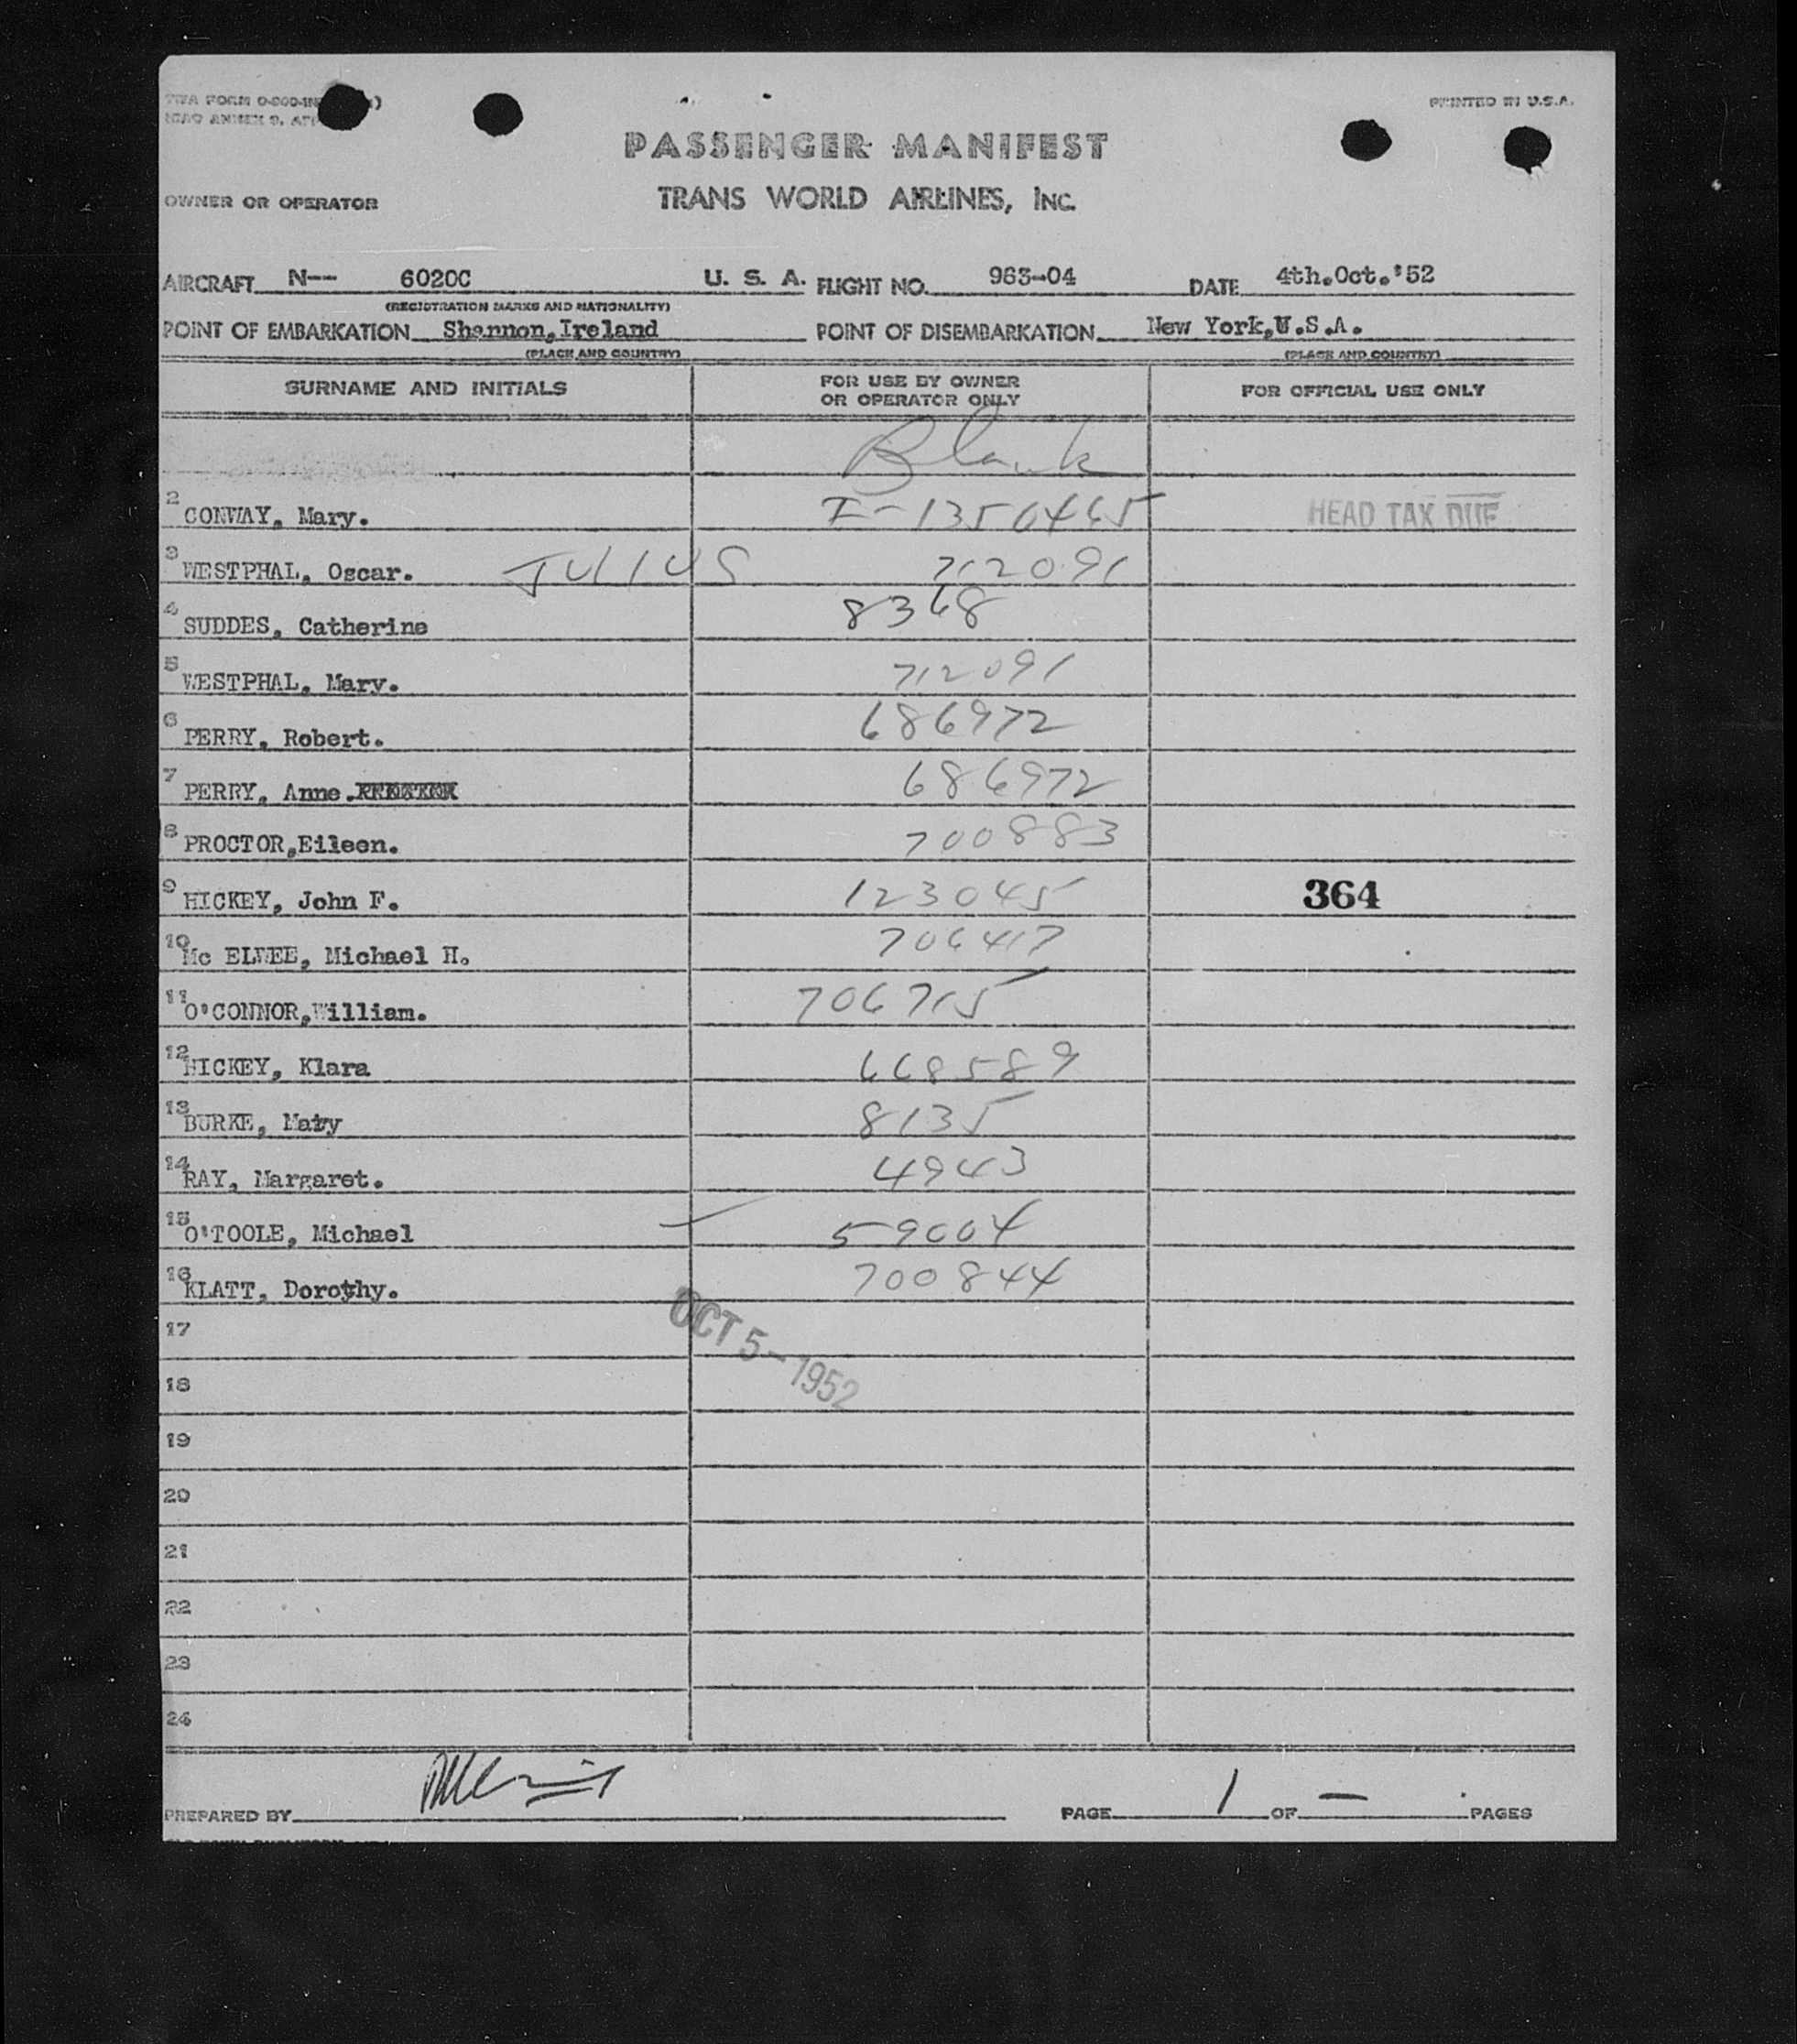 PRINTED IN U.S.A.
PASSENGER MANIFEST
OWNER OR OPERATOR TRANS WORLD AIRLINES, INC.
AIRCRAFT N-- 6020C U. S. A. FLIGHT NO. 963-04 DATE 4th.Oct.'52
(REGISTRATION MARKS AND NATIONALITY)
POINT OF EMBARKATION Shannon,Ireland POINT OF DISEMBARKATION New York,U.S.A.
(PLACE AND COUNTRY) (PLACE AND COUNTRY)
SURNAME AND INITIALS FOR USE BY OWNER OR OPERATOR ONLY FOR OFFICIAL USE ONLY
Blank
2 CONWAY, Mary. I-1350465 HEAD TAX DUE
3 WESTPHAL, Oscar. JULIUS 712091
4 SUDDES, Catherine 8368
5 WESTPHAL, Mary. 712091
6 PERRY, Robert. 686972
7 PERRY, Anne. 686972
8 PROCTOR,Eileen. 700883
9 HICKEY, John F. 123045 364
10 Mc ELWEE, Michael H. 706417
11 O'CONNOR,William. 706715
12 HICKEY, Klara 668589
13 BURKE, Mary 8135
14 RAY, Margaret. 4943
15 O'TOOLE, Michael 59004
16 KLATT, Dorothy. 700844
OCT 5-1952
17
18
19
20
21
22
23
24
PREPARED BY PAGE 1 OF — PAGES